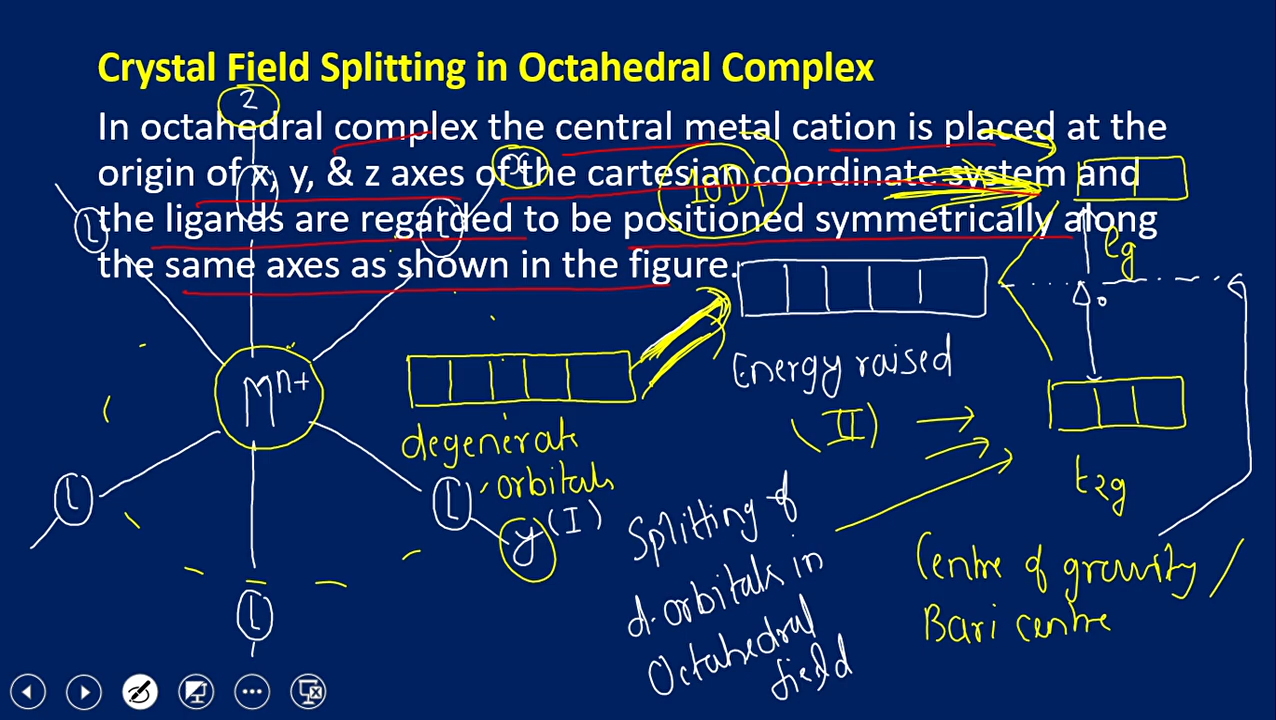 Crystal Field Splitting in Octahedral Complex
In octahedral complex the central metal cation is placed at the
origin of x, y, & z axes of the cartesian coordinate system and
the ligands are regarded to be positioned symmetrically along
the same axes as shown in the figure.
z
x
10D
L
L
L
eg
Δo
Mn+
Energy raised
(II)
degenerate
orbitals
(I)
L
L
y
t2g
Splitting of
d-orbitals in
Octahedral
field
Centre of gravity /
Bari centre
L